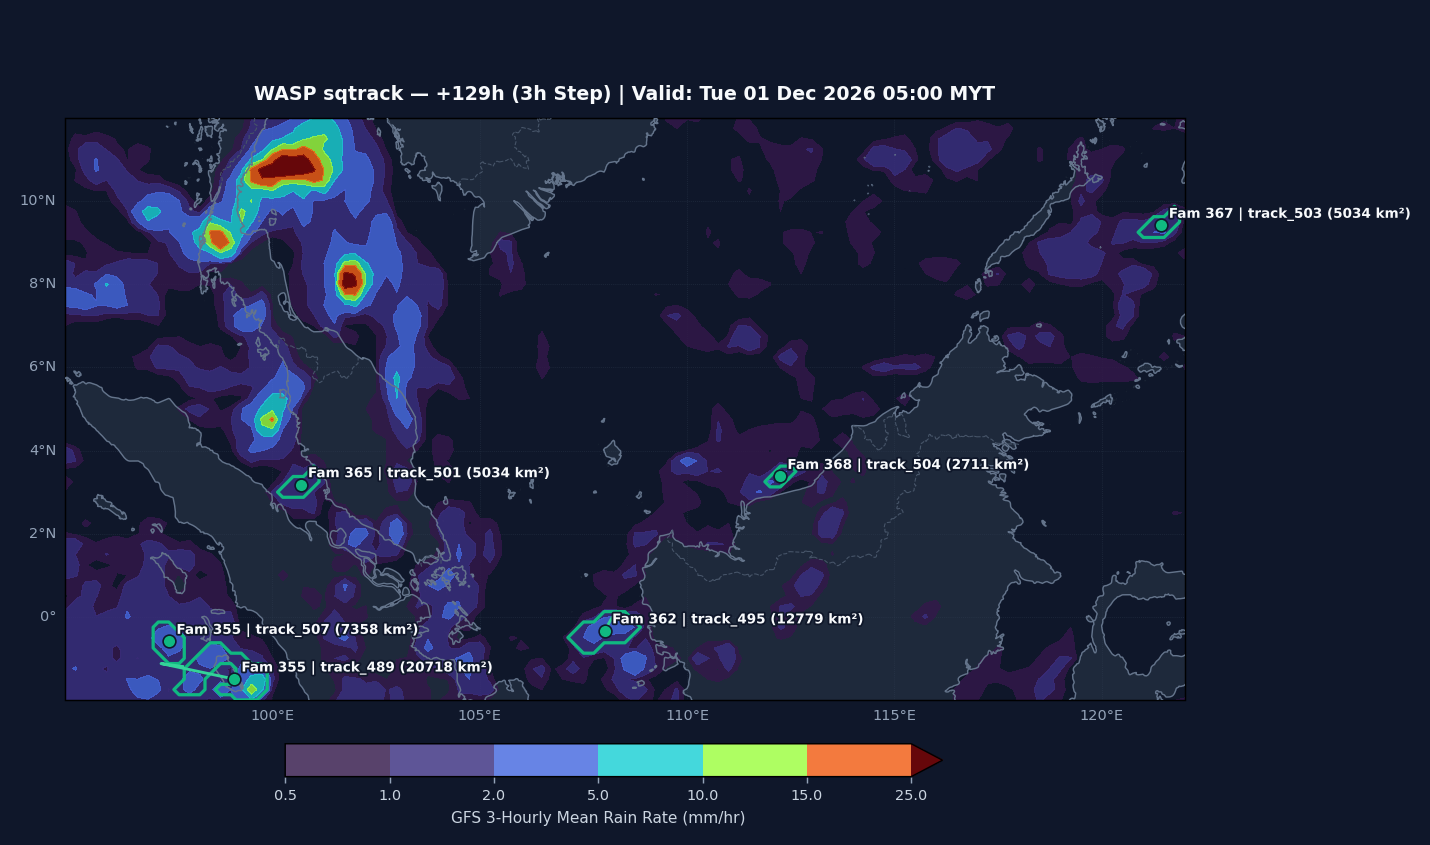 WASP sqtrack — +129h (3h Step) | Valid: Tue 01 Dec 2026 05:00 MYT
10°N
Fam 367 | track_503 (5034 km²)
8°N
6°N
4°N
Fam 365 | track_501 (5034 km²)
Fam 368 | track_504 (2711 km²)
2°N
0°
Fam 355 | track_507 (7358 km²)
Fam 362 | track_495 (12779 km²)
Fam 355 | track_489 (20718 km²)
100°E 105°E 110°E 115°E 120°E
0.5 1.0 2.0 5.0 10.0 15.0 25.0
GFS 3-Hourly Mean Rain Rate (mm/hr)